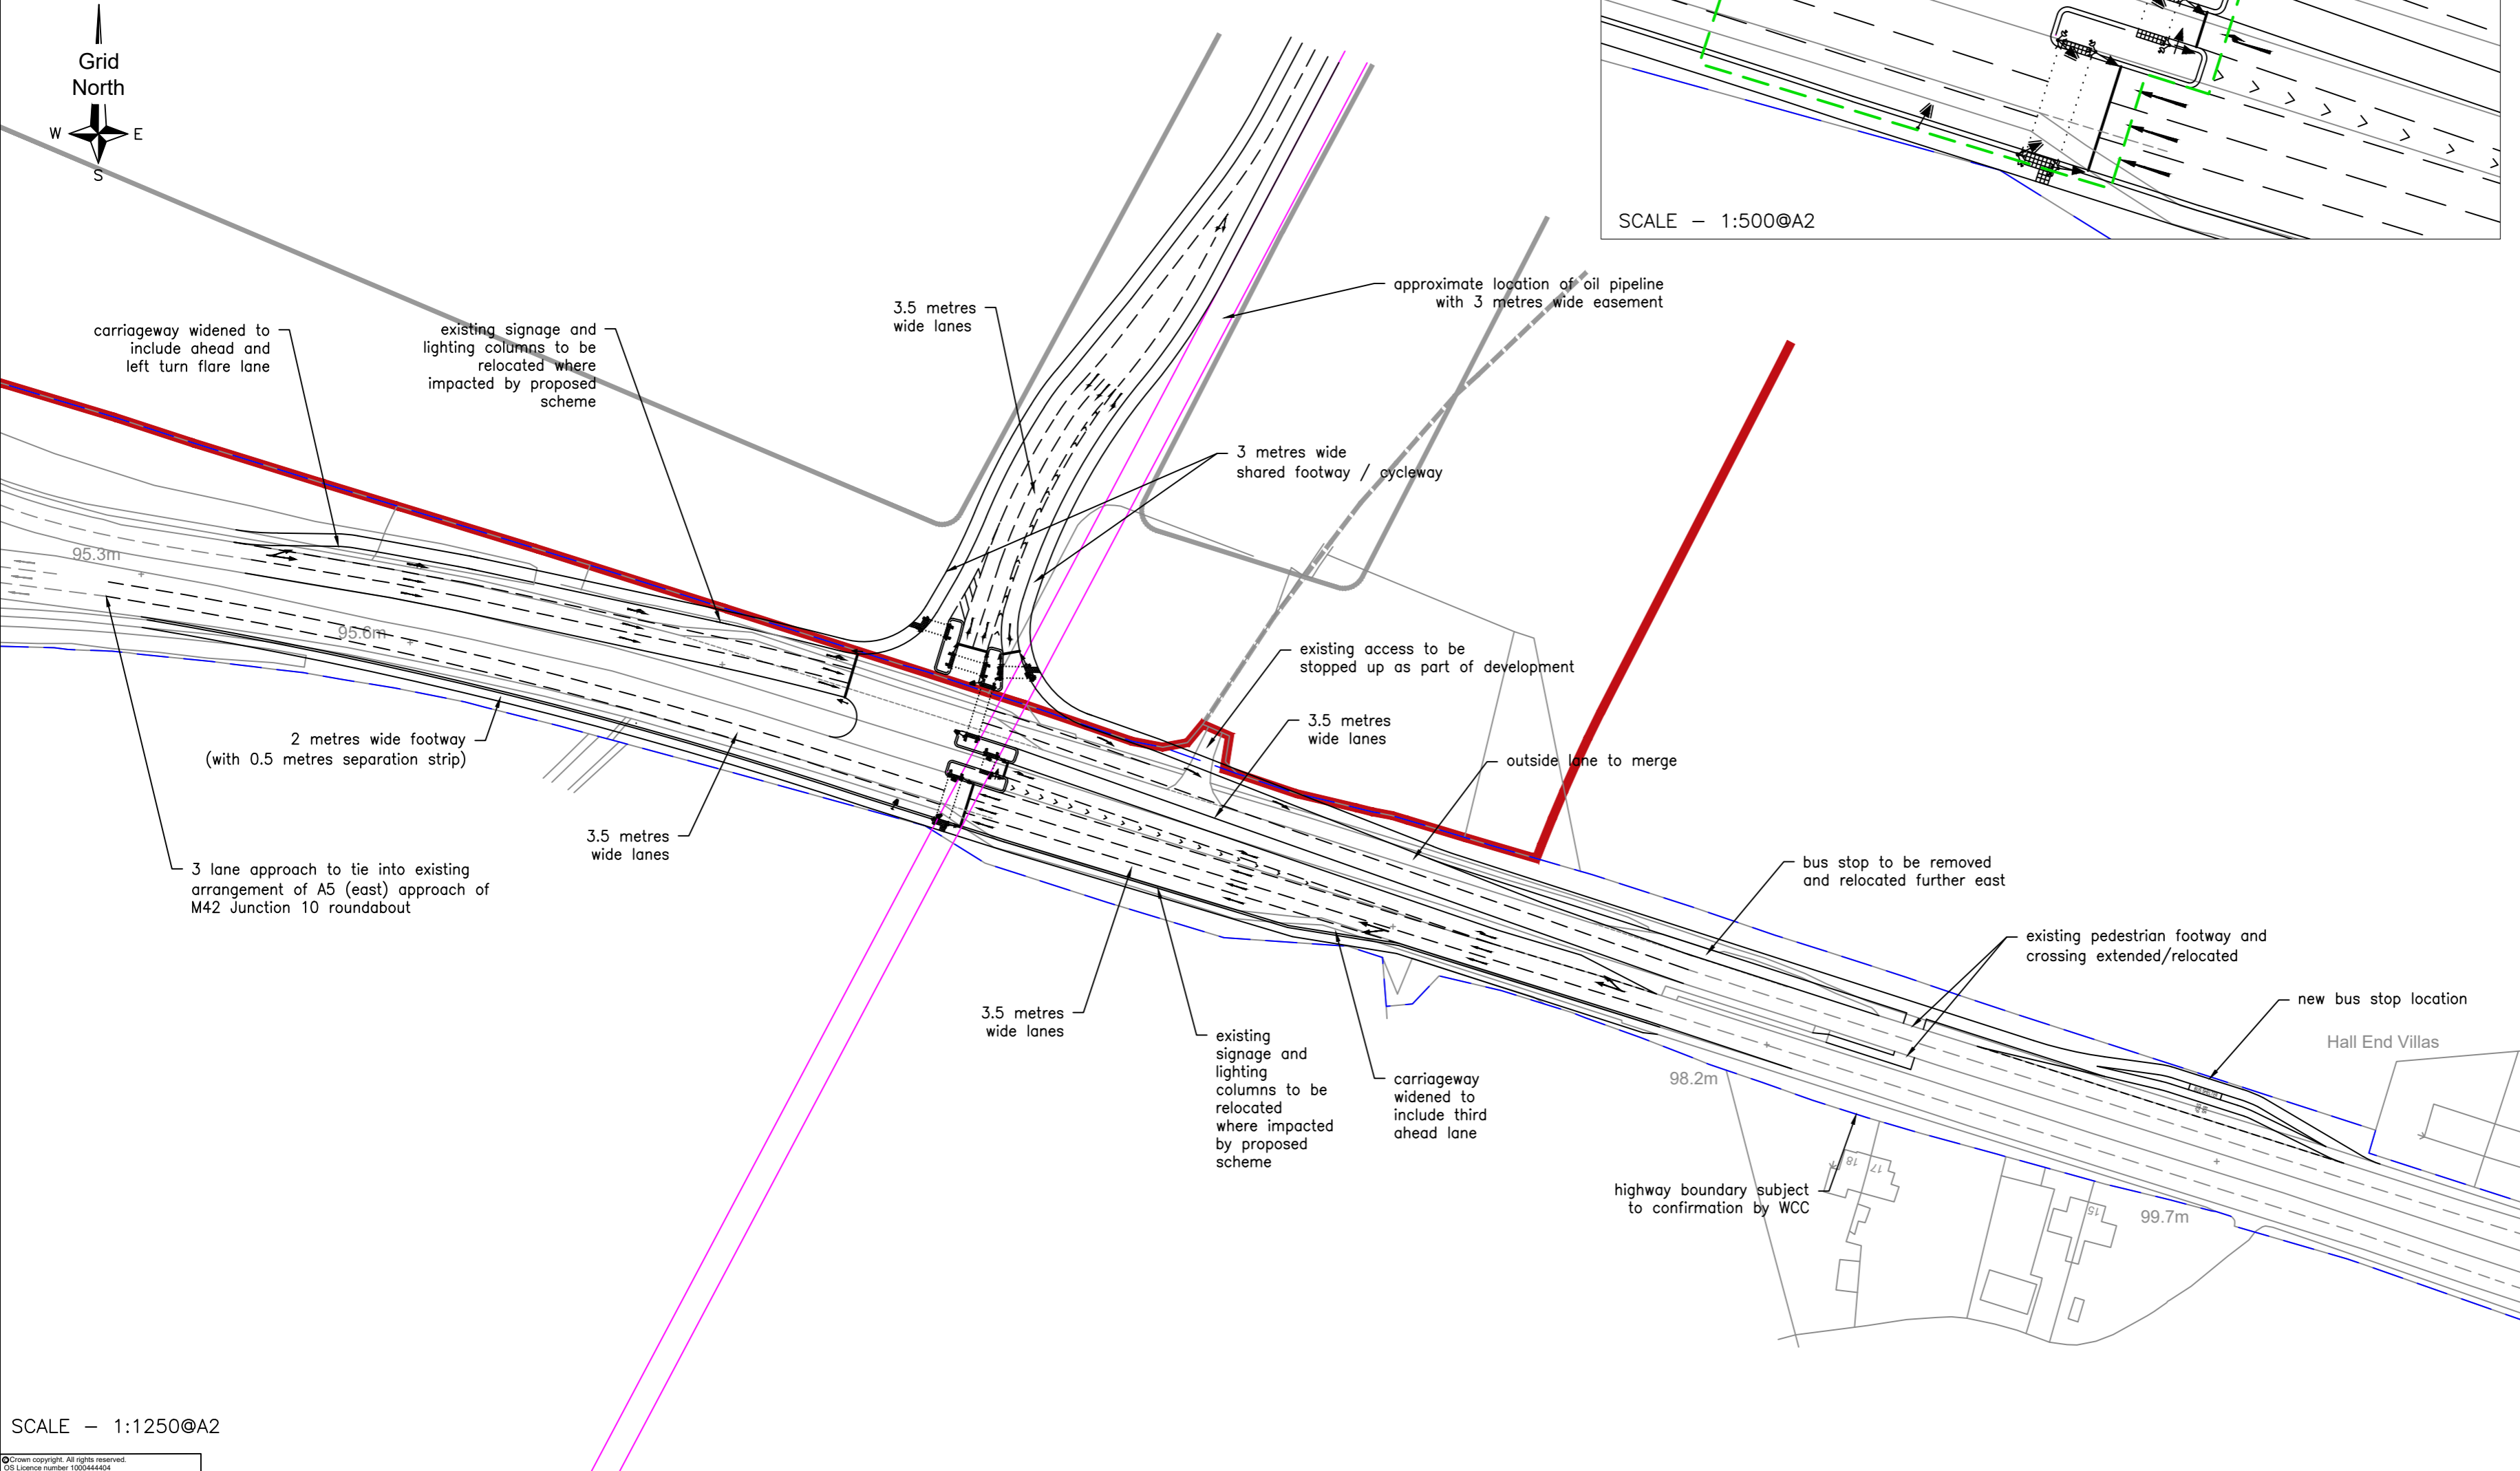 Grid
North
W
E
S
SCALE – 1:500@A2
carriageway widened to
include ahead and
left turn flare lane
existing signage and
lighting columns to be
relocated where
impacted by proposed
scheme
3.5 metres
wide lanes
approximate location of oil pipeline
with 3 metres wide easement
3 metres wide
shared footway / cycleway
95.3m
95.6m
existing access to be
stopped up as part of development
3.5 metres
wide lanes
outside lane to merge
2 metres wide footway
(with 0.5 metres separation strip)
3.5 metres
wide lanes
3 lane approach to tie into existing
arrangement of A5 (east) approach of
M42 Junction 10 roundabout
bus stop to be removed
and relocated further east
existing pedestrian footway and
crossing extended/relocated
new bus stop location
Hall End Villas
3.5 metres
wide lanes
existing
signage and
lighting
columns to be
relocated
where impacted
by proposed
scheme
carriageway
widened to
include third
ahead lane
98.2m
highway boundary subject
to confirmation by WCC
18
17
15
99.7m
SCALE – 1:1250@A2
©Crown copyright. All rights reserved.
OS Licence number 1000444404